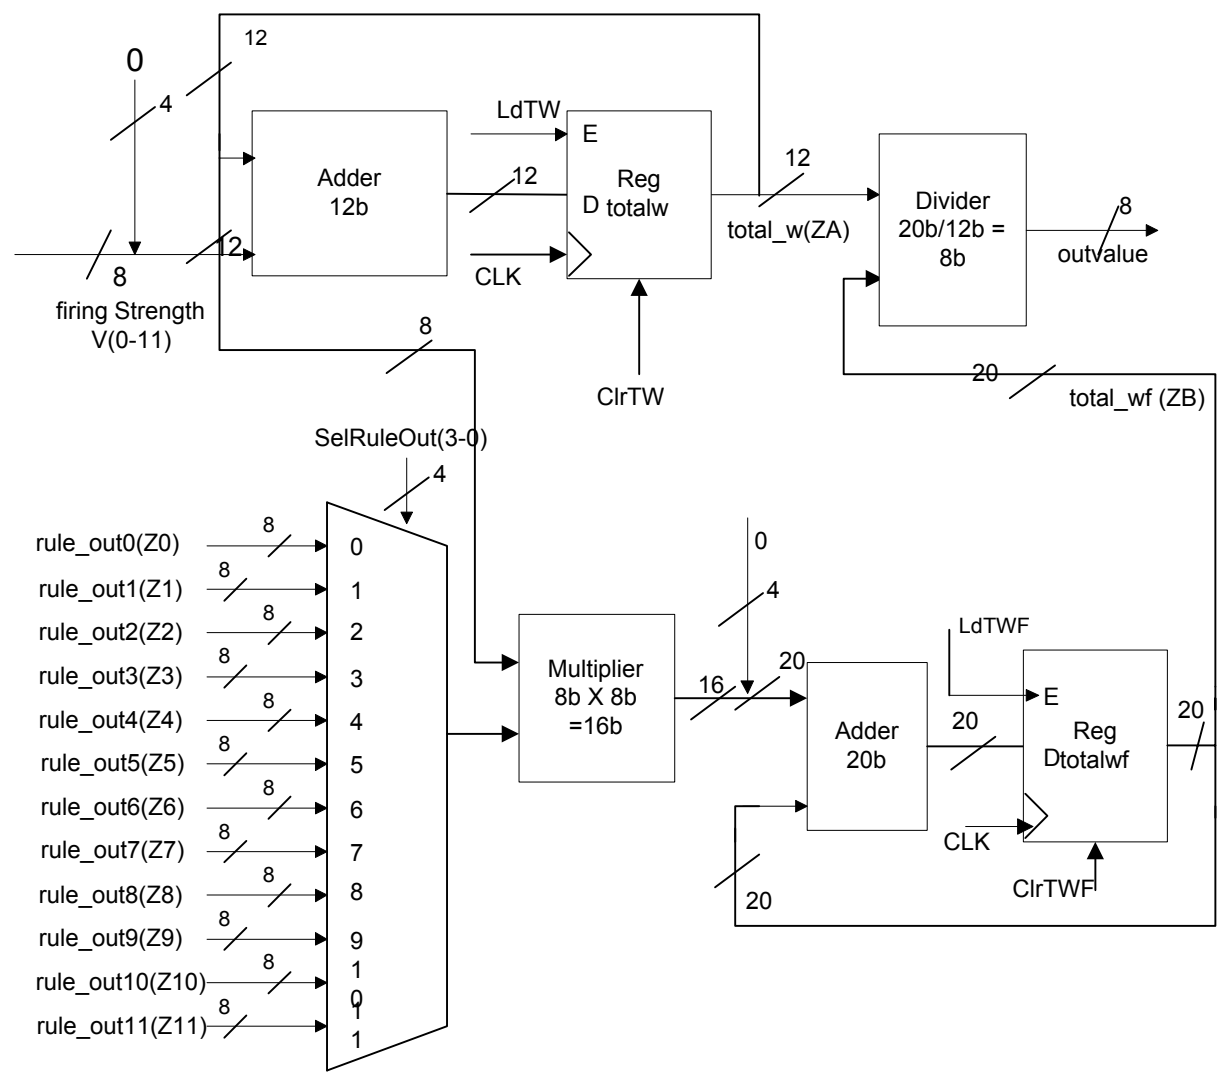 12
0
4
LdTW
E
Adder
12b
12
Reg
D totalw
12
Divider
20b/12b =
8b
8
outvalue
total_w(ZA)
12
8
CLK
firing Strength
V(0-11)
8
ClrTW
20
total_wf (ZB)
SelRuleOut(3-0)
4
rule_out0(Z0)
8
0
rule_out1(Z1)
8
1
rule_out2(Z2)
8
2
rule_out3(Z3)
8
3
rule_out4(Z4)
8
4
rule_out5(Z5)
8
5
rule_out6(Z6)
8
6
rule_out7(Z7)
8
7
rule_out8(Z8)
8
8
rule_out9(Z9)
8
9
rule_out10(Z10)
8
1
0
rule_out11(Z11)
8
1
1
Multiplier
8b X 8b
=16b
0
4
16
20
Adder
20b
20
20
LdTWF
E
Reg
Dtotalwf
CLK
ClrTWF
20